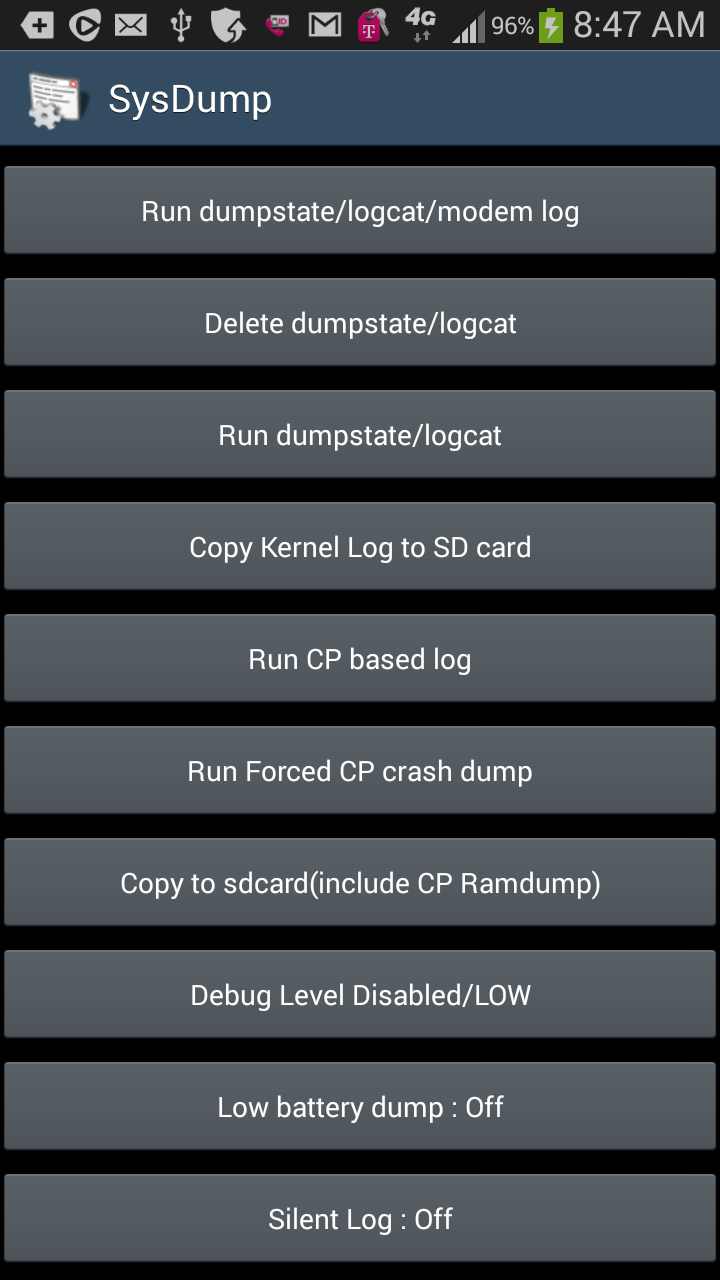 4G 96% 8:47 AM
SysDump
Run dumpstate/logcat/modem log
Delete dumpstate/logcat
Run dumpstate/logcat
Copy Kernel Log to SD card
Run CP based log
Run Forced CP crash dump
Copy to sdcard(include CP Ramdump)
Debug Level Disabled/LOW
Low battery dump : Off
Silent Log : Off